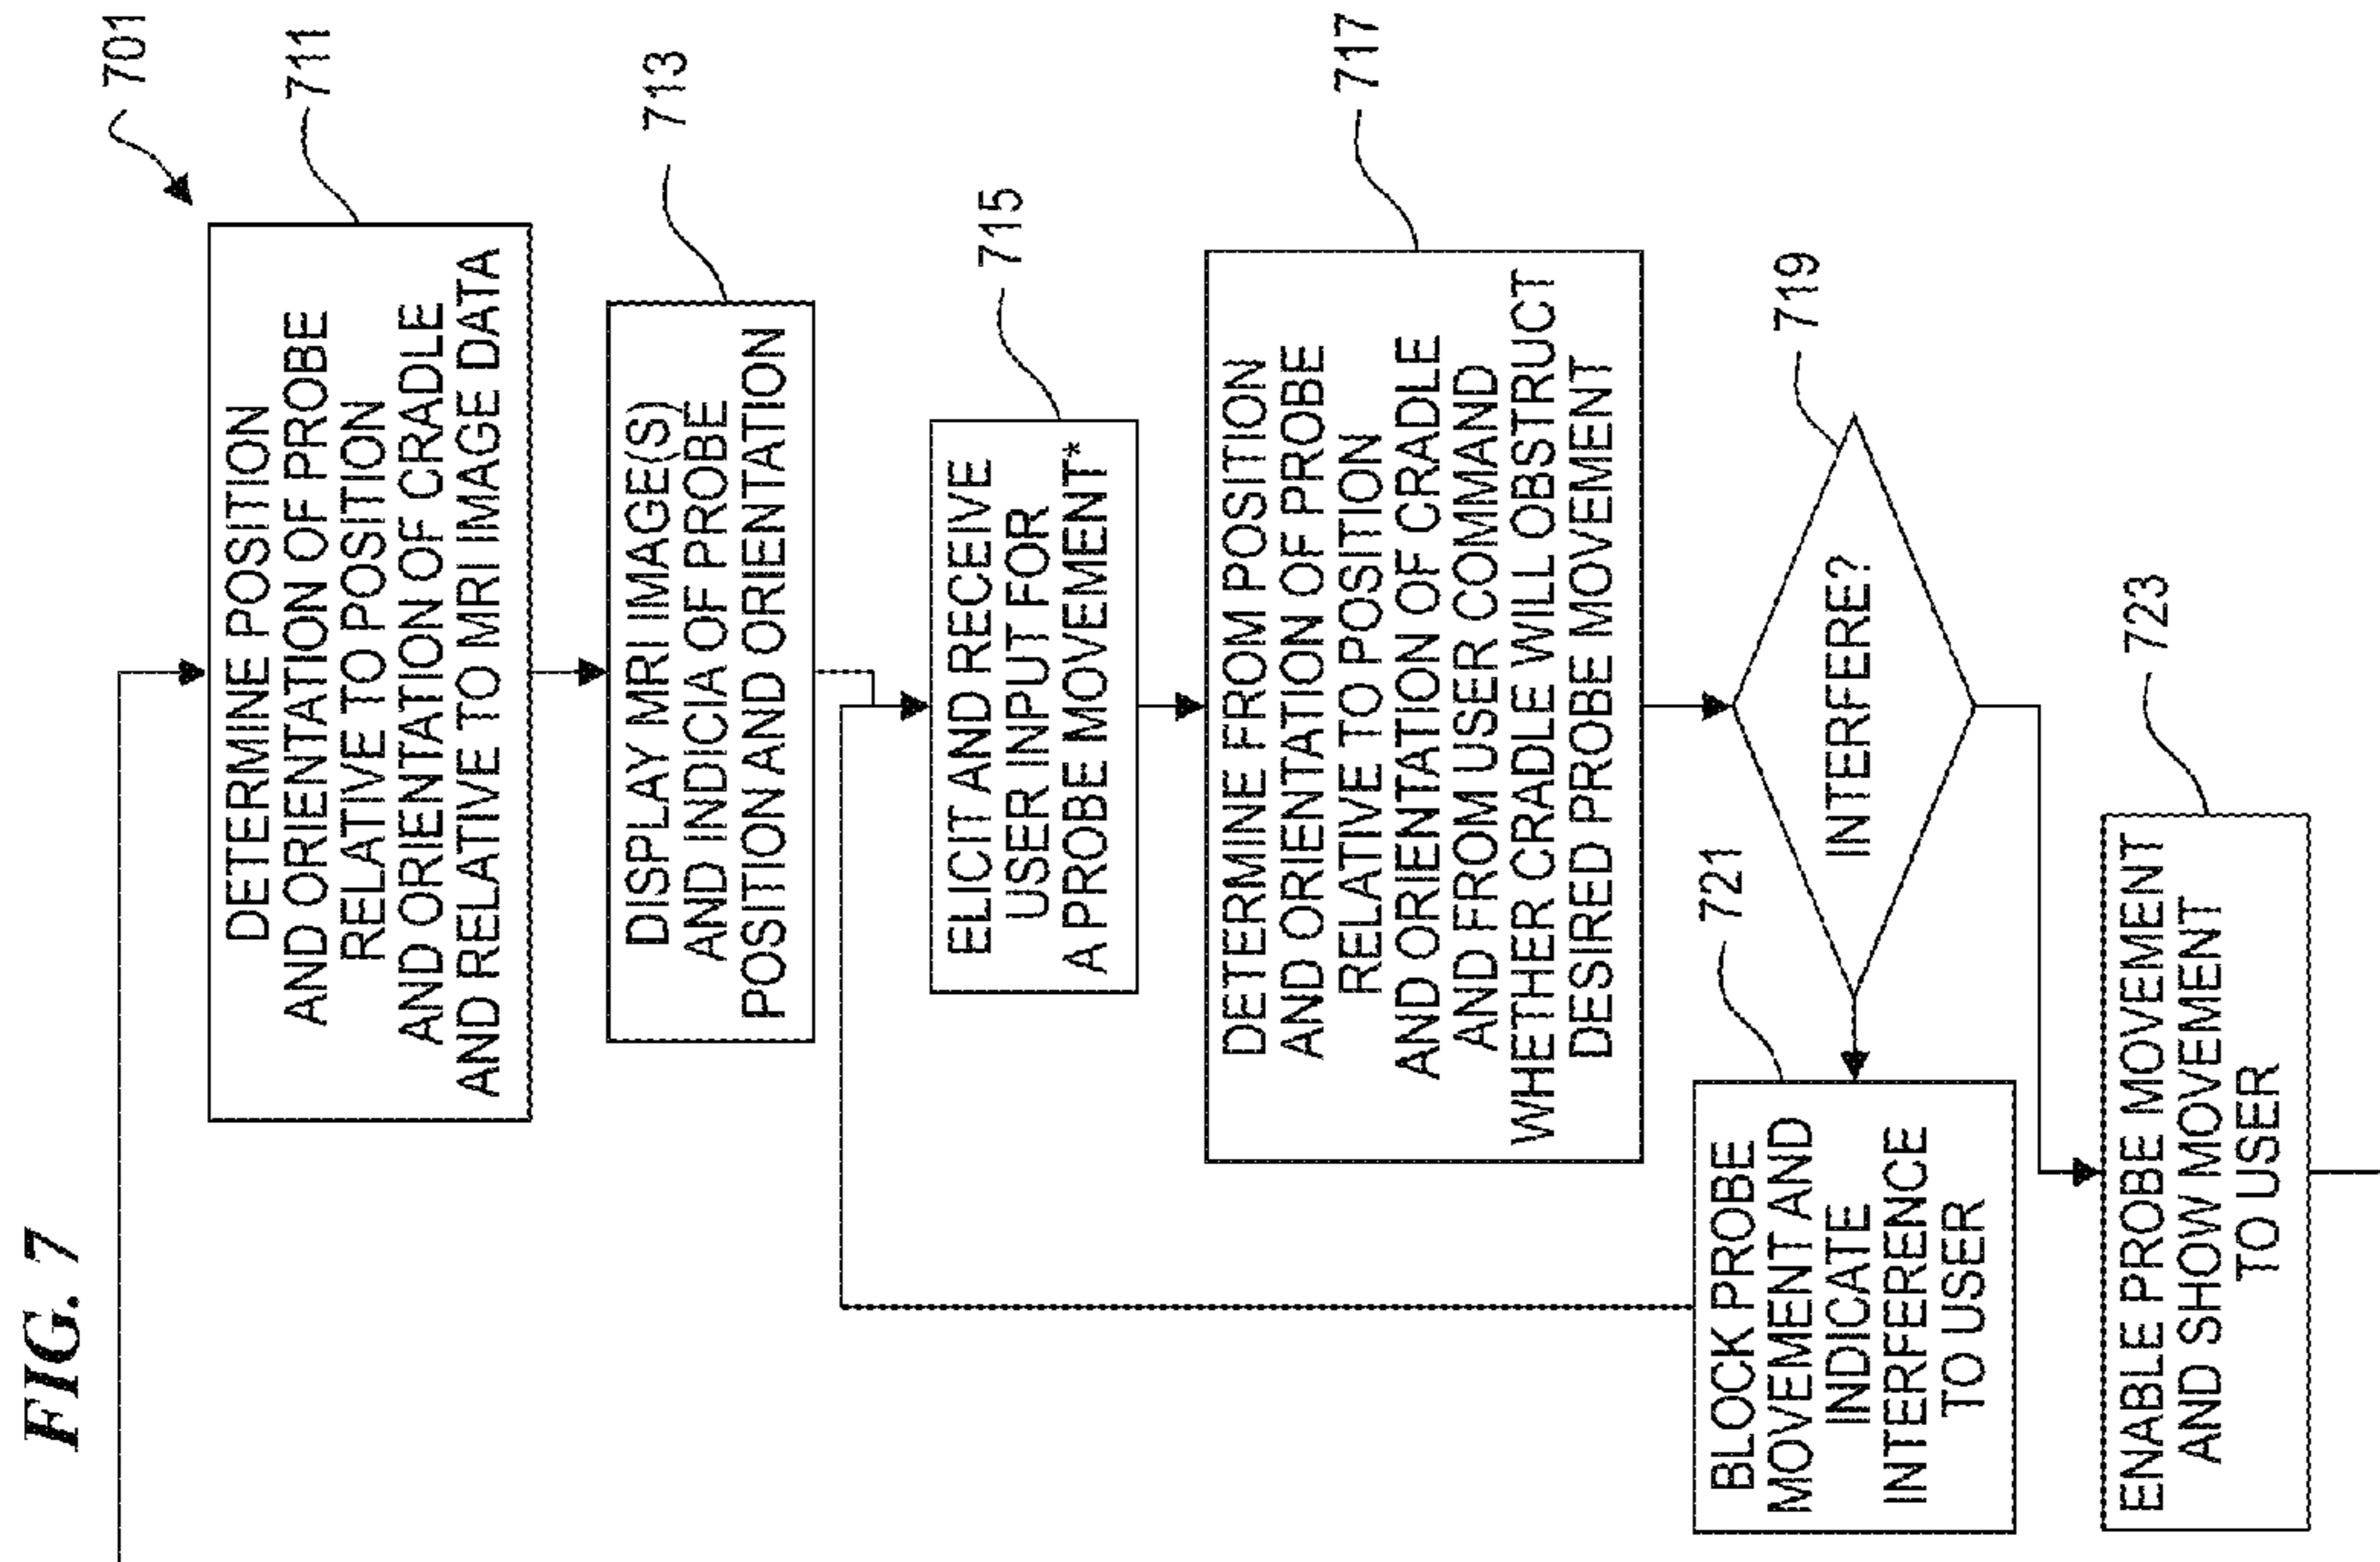 FIG. 7
701
DETERMINE POSITION
AND ORIENTATION OF PROBE
RELATIVE TO POSITION
AND ORIENTATION OF CRADLE
AND RELATIVE TO MRI IMAGE DATA
711
DISPLAY MRI IMAGE(S)
AND INDICIA OF PROBE
POSITION AND ORIENTATION
713
ELICIT AND RECEIVE
USER INPUT FOR
A PROBE MOVEMENT*
715
DETERMINE FROM POSITION
AND ORIENTATION OF PROBE
RELATIVE TO POSITION
AND ORIENTATION OF CRADLE
AND FROM USER COMMAND
WHETHER CRADLE WILL OBSTRUCT
DESIRED PROBE MOVEMENT
717
INTERFERE?
719
BLOCK PROBE
MOVEMENT AND
INDICATE
INTERFERENCE
TO USER
721
ENABLE PROBE MOVEMENT
AND SHOW MOVEMENT
TO USER
723